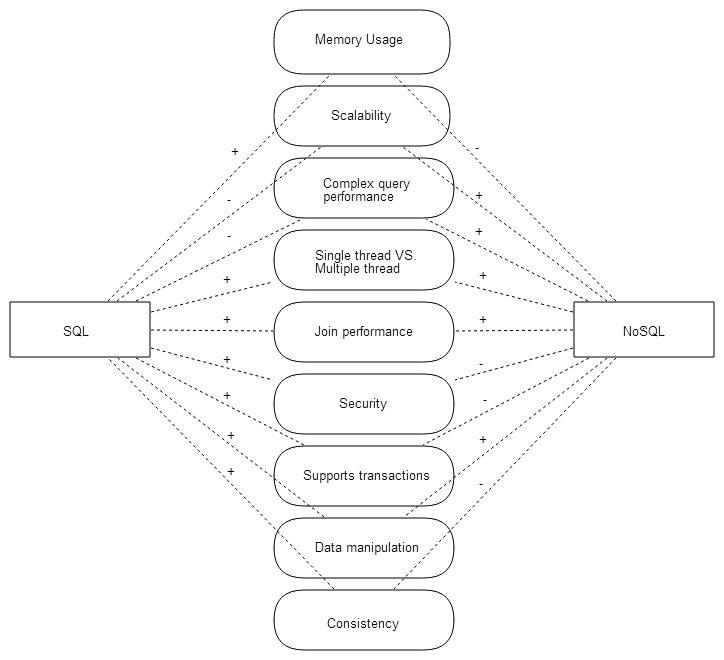 Memory Usage
Scalability
+
-
-
+
Complex query
performance
-
+
Single thread VS.
Multiple thread
+
+
SQL
+
Join performance
+
NoSQL
+
Security
-
+
-
Supports transactions
+
+
+
-
Data manipulation
Consistency